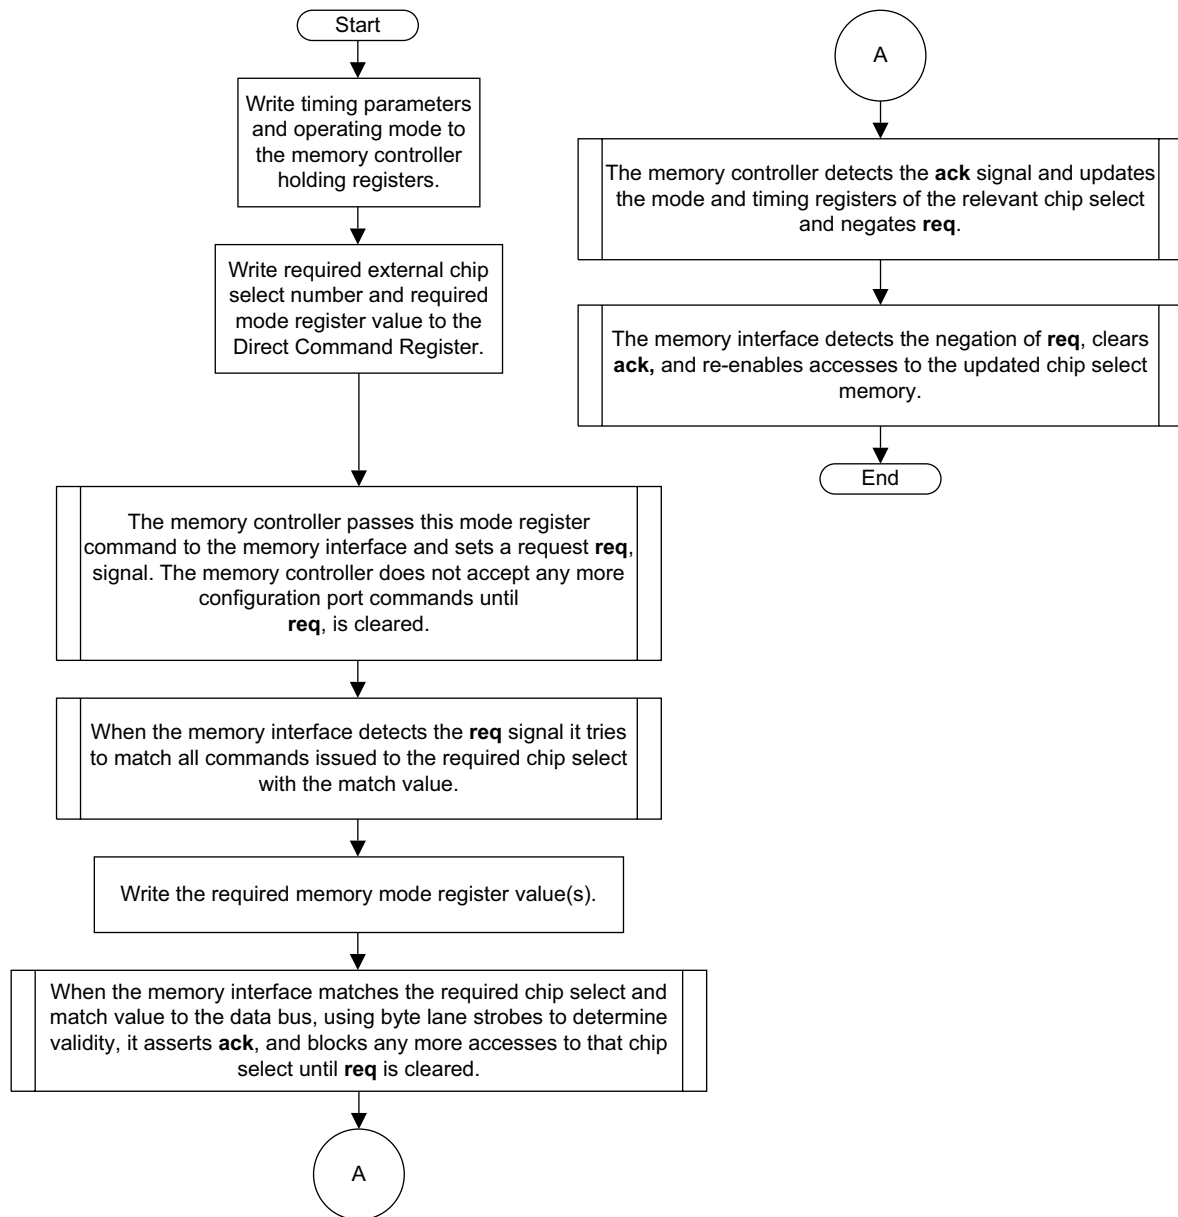 Start
Write timing parameters
and operating mode to
the memory controller
holding registers.
Write required external chip
select number and required
mode register value to the
Direct Command Register.
The memory controller passes this mode register
command to the memory interface and sets a request req,
signal. The memory controller does not accept any more
configuration port commands until
req, is cleared.
When the memory interface detects the req signal it tries
to match all commands issued to the required chip select
with the match value.
Write the required memory mode register value(s).
When the memory interface matches the required chip select and
match value to the data bus, using byte lane strobes to determine
validity, it asserts ack, and blocks any more accesses to that chip
select until req is cleared.
A
A
The memory controller detects the ack signal and updates
the mode and timing registers of the relevant chip select
and negates req.
The memory interface detects the negation of req, clears
ack, and re-enables accesses to the updated chip select
memory.
End